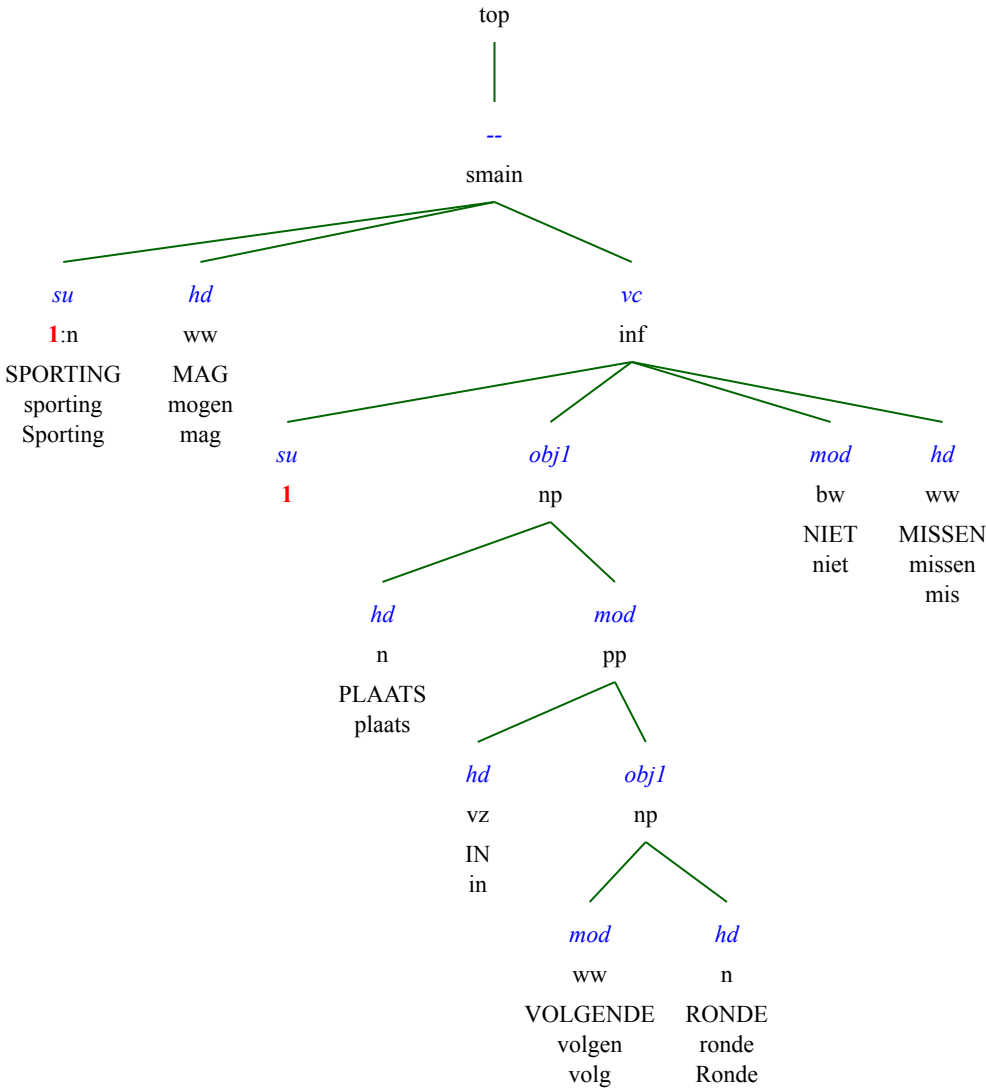 top
--
smain
su hd vc
1:n ww inf
SPORTING MAG
sporting mogen
Sporting mag
su obj1 mod hd
1 np bw ww
NIET MISSEN
niet missen
mis
hd mod
n pp
PLAATS
plaats
hd obj1
vz np
IN
in
mod hd
ww n
VOLGENDE RONDE
volgen ronde
volg Ronde